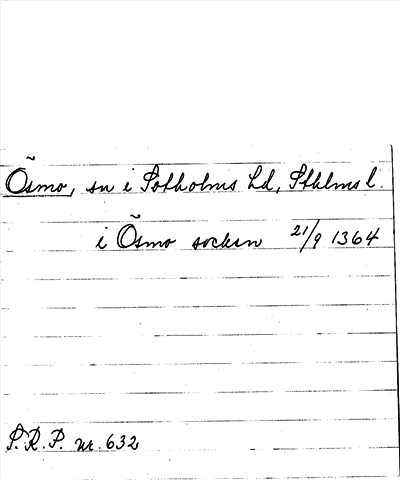 Ösmo, sn i Sotholms hd, Sthlms l.
i Ösmo socken 21/9 1364
S.R.P. nr. 632